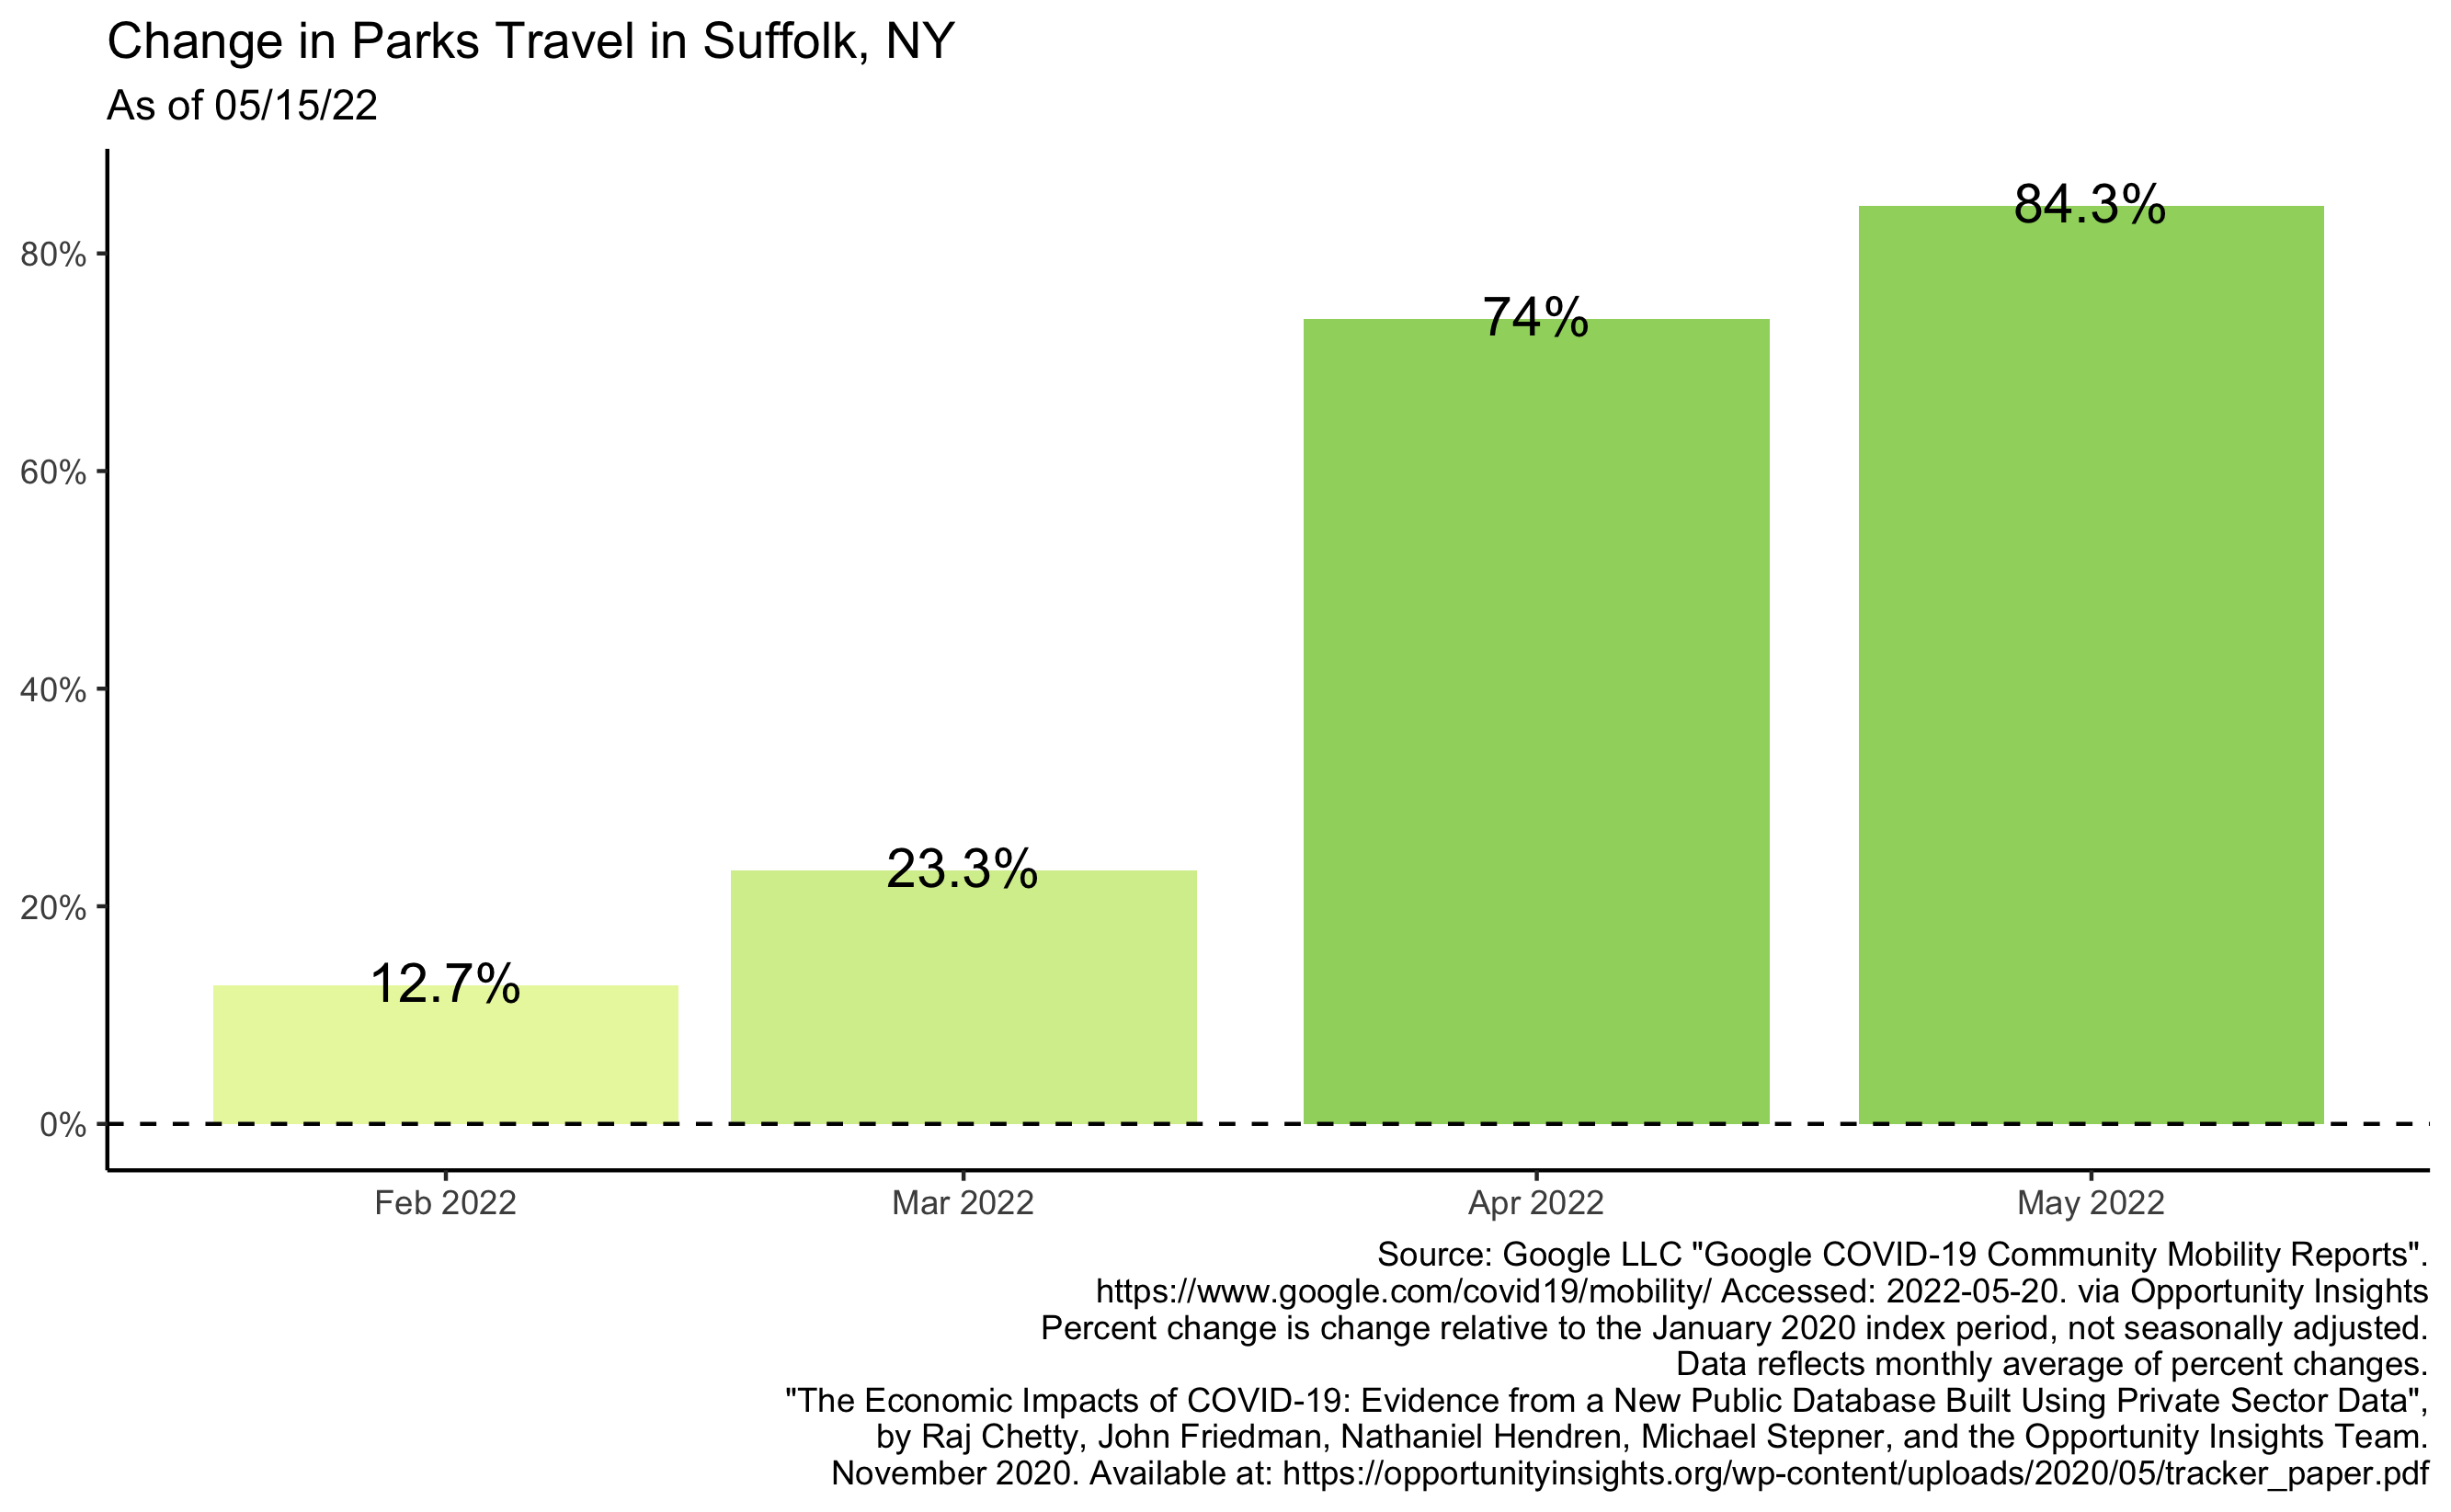 Change in Parks Travel in Suffolk, NY
As of 05/15/22
84.3%
80%
74%
60%
40%
23.3%
20%
12.7%
0%
Feb 2022 Mar 2022 Apr 2022 May 2022
Source: Google LLC "Google COVID-19 Community Mobility Reports".
https://www.google.com/covid19/mobility/ Accessed: 2022-05-20. via Opportunity Insights
Percent change is change relative to the January 2020 index period, not seasonally adjusted.
Data reflects monthly average of percent changes.
"The Economic Impacts of COVID-19: Evidence from a New Public Database Built Using Private Sector Data",
by Raj Chetty, John Friedman, Nathaniel Hendren, Michael Stepner, and the Opportunity Insights Team.
November 2020. Available at: https://opportunityinsights.org/wp-content/uploads/2020/05/tracker_paper.pdf